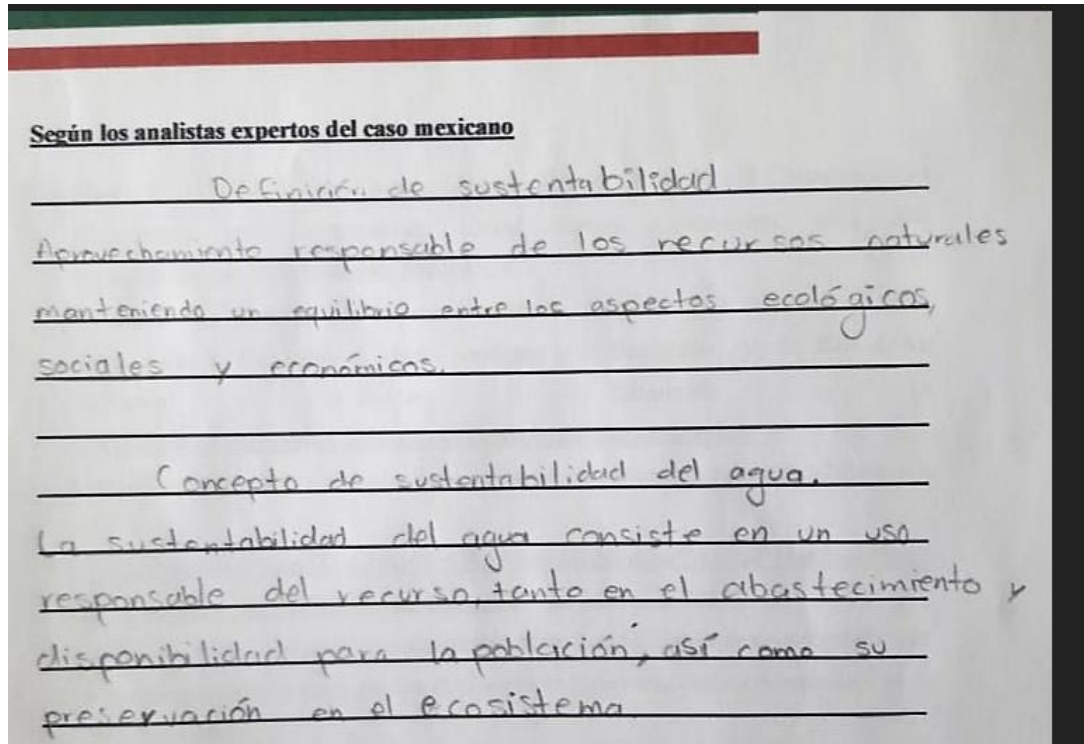 Según los analistas expertos del caso mexicano
Definición de sustentabilidad.
Aprovechamiento responsable de los recursos naturales
manteniendo un equilibrio entre los aspectos ecológicos,
sociales y económicos.
Concepto de sustentabilidad del agua.
La sustentabilidad del agua consiste en un uso
responsable del recurso, tanto en el abastecimiento y
disponibilidad para la población, así como su
preservación en el ecosistema.